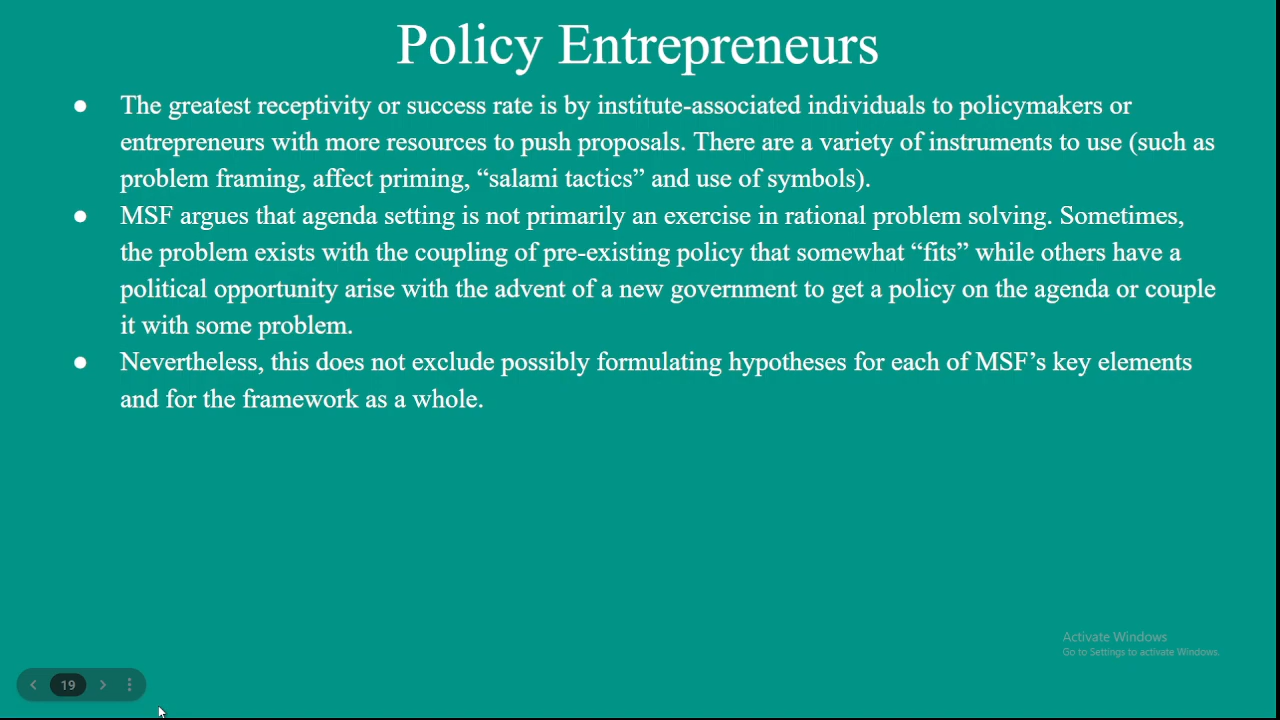 Policy Entrepreneurs
● The greatest receptivity or success rate is by institute-associated individuals to policymakers or
entrepreneurs with more resources to push proposals. There are a variety of instruments to use (such as
problem framing, affect priming, “salami tactics” and use of symbols).
● MSF argues that agenda setting is not primarily an exercise in rational problem solving. Sometimes,
the problem exists with the coupling of pre-existing policy that somewhat “fits” while others have a
political opportunity arise with the advent of a new government to get a policy on the agenda or couple
it with some problem.
● Nevertheless, this does not exclude possibly formulating hypotheses for each of MSF’s key elements
and for the framework as a whole.
Activate Windows
Go to Settings to activate Windows.
19